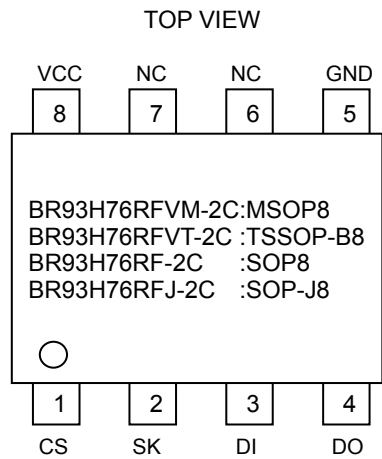 TOP VIEW
VCC NC NC GND
8 7 6 5
BR93H76RFVM-2C:MSOP8
BR93H76RFVT-2C :TSSOP-B8
BR93H76RF-2C :SOP8
BR93H76RFJ-2C :SOP-J8
1 2 3 4
CS SK DI DO